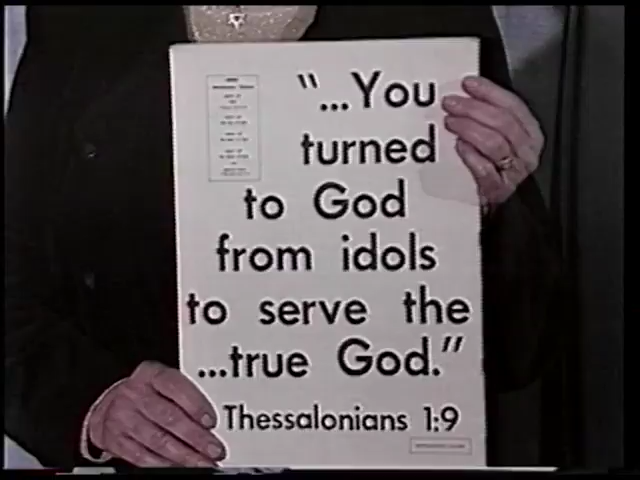 "...You
turned
to God
from idols
to serve the
...true God."
Thessalonians 1:9